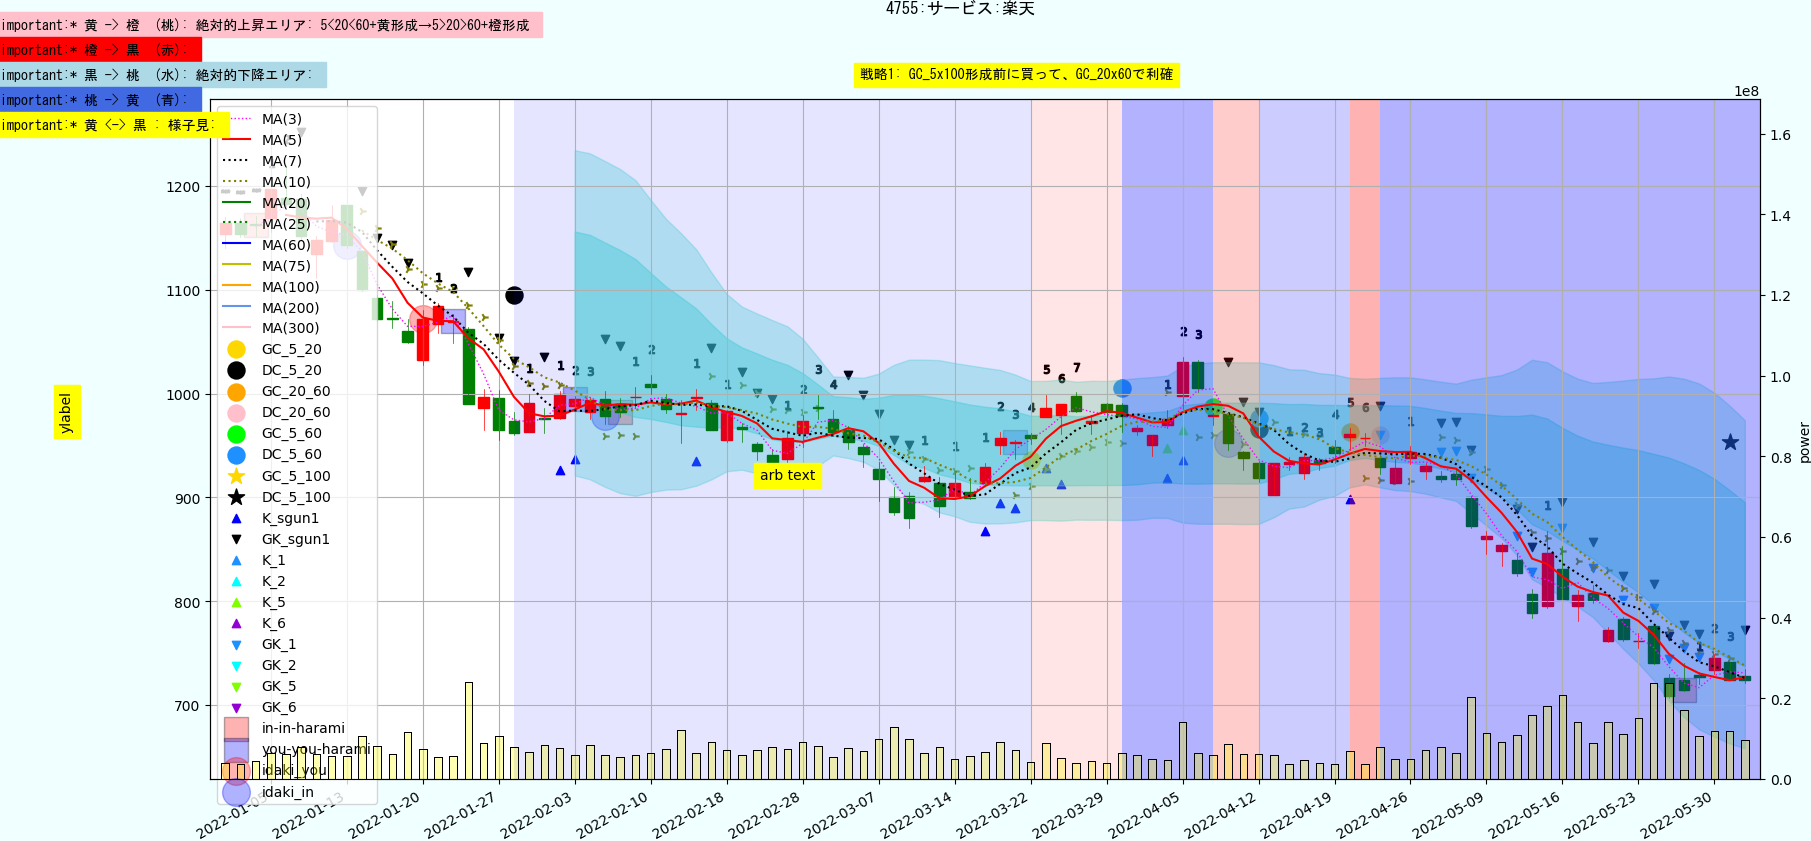 4755:サービス:楽天
important:* 黄 -> 橙 (桃): 絶対的上昇エリア: 5<20<60+黄形成→5>20>60+橙形成
important:* 橙 -> 黒 (赤):
important:* 黒 -> 桃 (水): 絶対的下降エリア:
important:* 桃 -> 黄 (青):
important:* 黄 <-> 黒 : 様子見:
戦略1: GC_5x100形成前に買って、GC_20x60で利確
1e8
MA(3)
MA(5)
MA(7)
MA(10)
MA(20)
MA(25)
MA(60)
MA(75)
MA(100)
MA(200)
MA(300)
GC_5_20
DC_5_20
GC_20_60
DC_20_60
GC_5_60
DC_5_60
GC_5_100
DC_5_100
K_sgun1
GK_sgun1
K_1
K_2
K_5
K_6
GK_1
GK_2
GK_5
GK_6
in-in-harami
you-you-harami
idaki_you
idaki_in
1200
1100
1000
900
800
700
ylabel
arb text
1.6
1.4
1.2
1.0
0.8
0.6
0.4
0.2
0.0
power
2022-01-05
2022-01-13
2022-01-20
2022-01-27
2022-02-03
2022-02-10
2022-02-18
2022-02-28
2022-03-07
2022-03-14
2022-03-22
2022-03-29
2022-04-05
2022-04-12
2022-04-19
2022-04-26
2022-05-09
2022-05-16
2022-05-23
2022-05-30